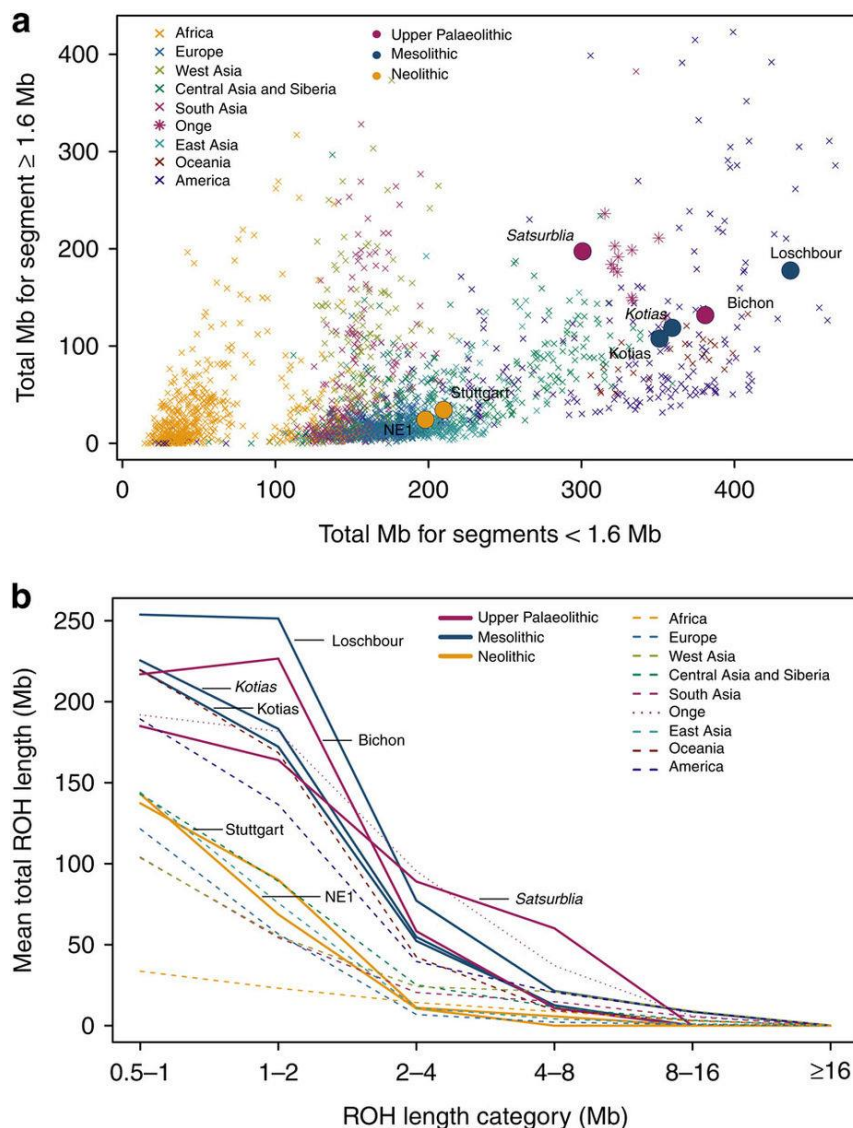 a
Africa
Europe
West Asia
Central Asia and Siberia
South Asia
Onge
East Asia
Oceania
America
Upper Palaeolithic
Mesolithic
Neolithic
Total Mb for segment ≥ 1.6 Mb
400
300
200
100
0
Satsurblia
Loschbour
Kotias
Bichon
Kotias
Stuttgart
NE1
0 100 200 300 400
Total Mb for segments < 1.6 Mb
b
Mean total ROH length (Mb)
250
200
150
100
50
0
Upper Palaeolithic
Mesolithic
Neolithic
Africa
Europe
West Asia
Central Asia and Siberia
South Asia
Onge
East Asia
Oceania
America
Loschbour
Kotias
Kotias
Bichon
Stuttgart
NE1
Satsurblia
0.5–1 1–2 2–4 4–8 8–16 ≥16
ROH length category (Mb)